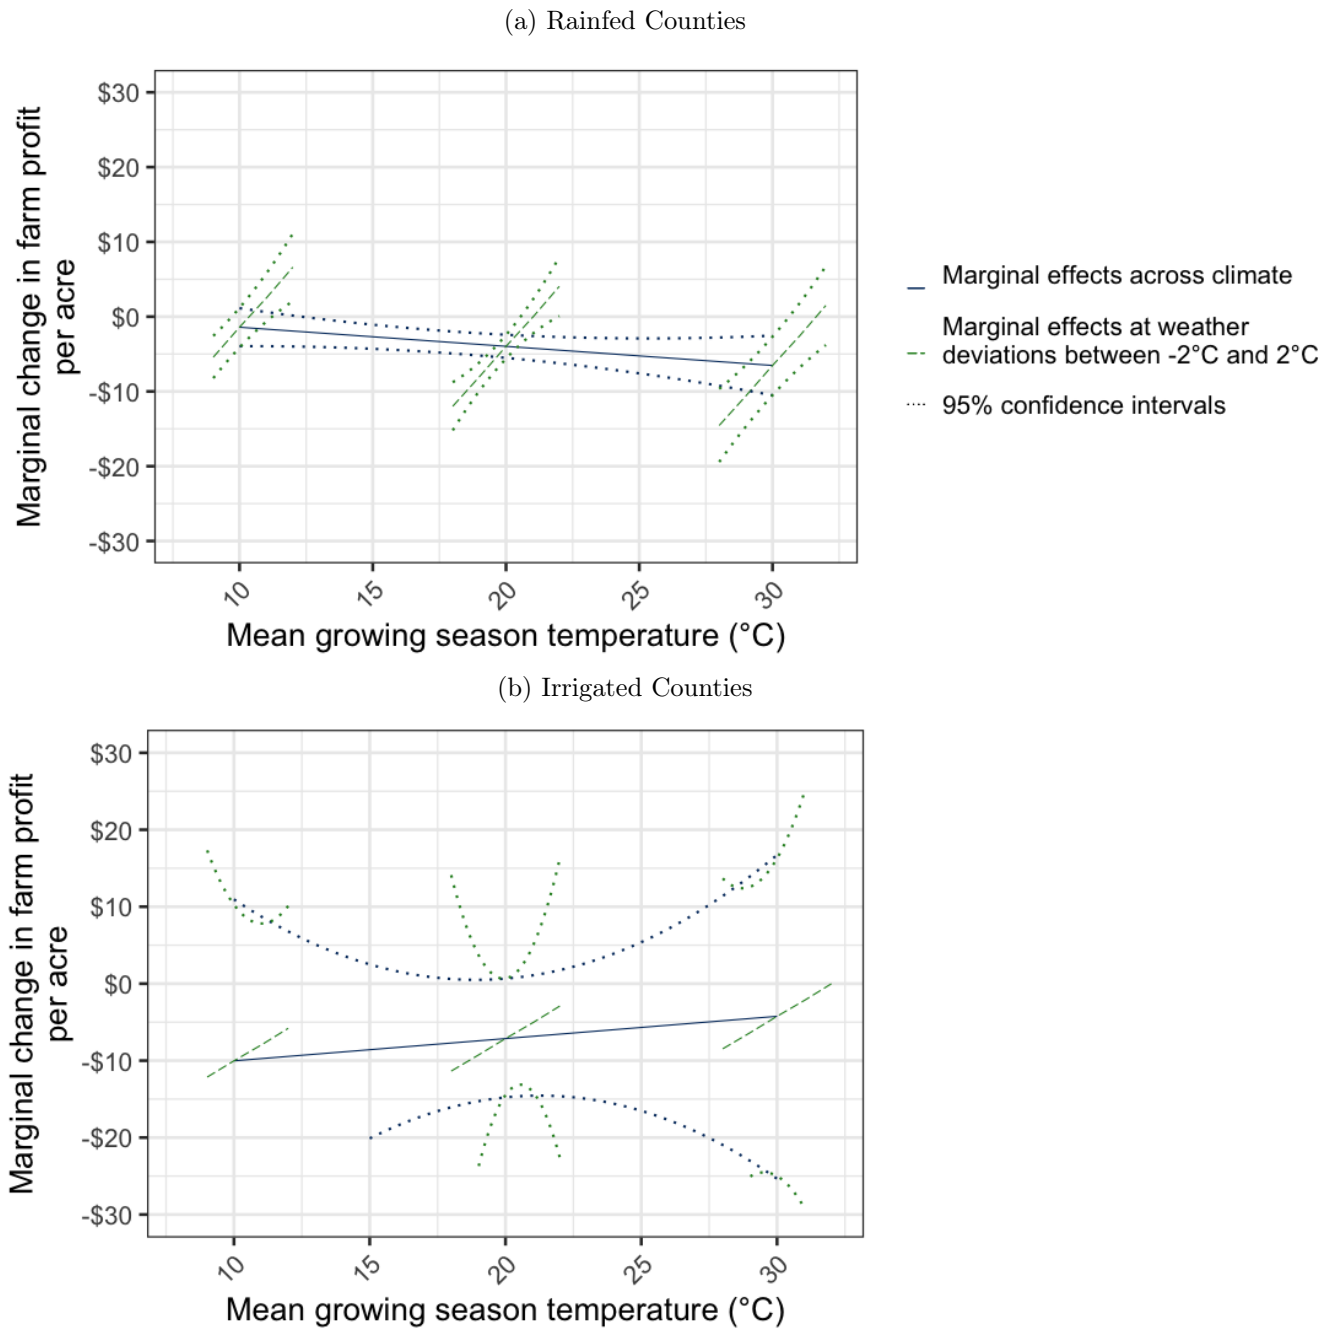 (a) Rainfed Counties
Marginal change in farm profit
per acre
$30
$20
$10
$0
-$10
-$20
-$30
10
15
20
25
30
Mean growing season temperature (°C)
Marginal effects across climate
Marginal effects at weather
deviations between -2°C and 2°C
95% confidence intervals
(b) Irrigated Counties
Marginal change in farm profit
per acre
$30
$20
$10
$0
-$10
-$20
-$30
10
15
20
25
30
Mean growing season temperature (°C)